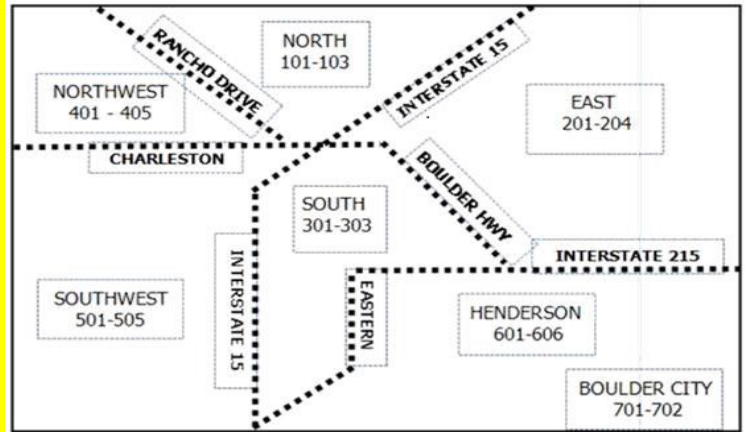 NORTH
101-103
RANCHO DRIVE
INTERSTATE 15
NORTHWEST
401 - 405
EAST
201-204
CHARLESTON
BOULDER HWY
SOUTH
301-303
INTERSTATE 215
INTERSTATE 15
EASTERN
SOUTHWEST
501-505
HENDERSON
601-606
BOULDER CITY
701-702